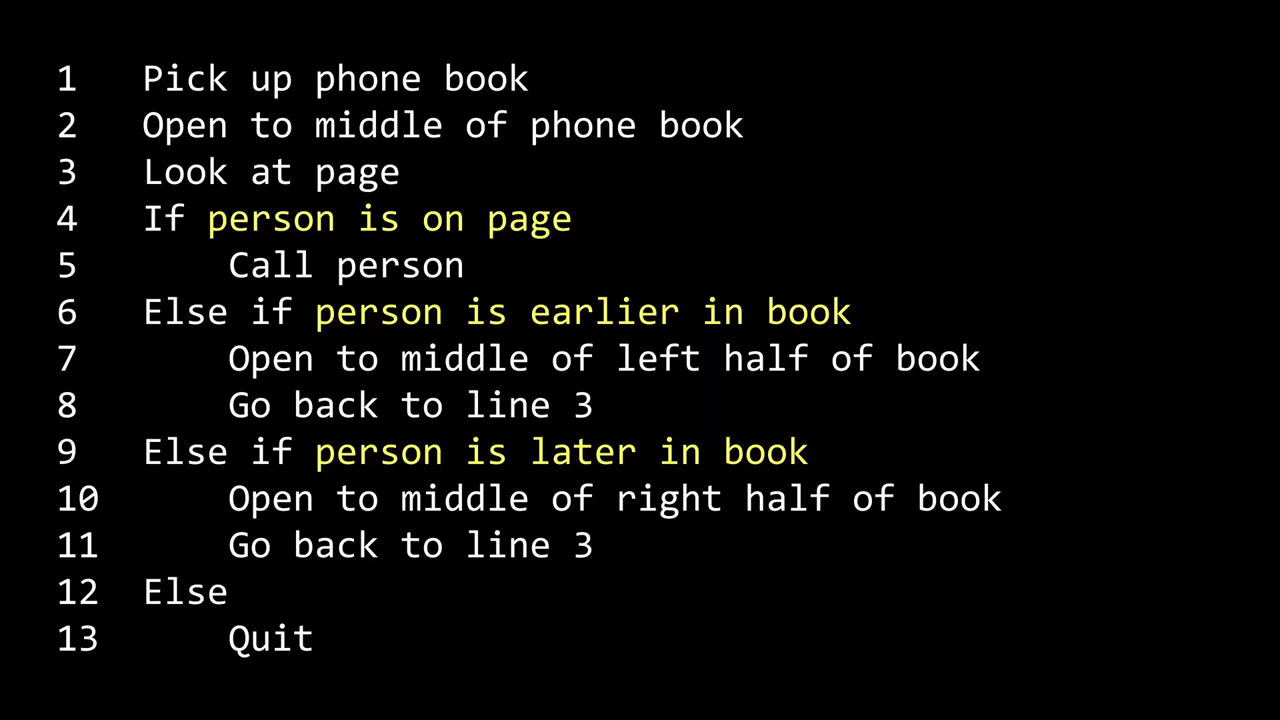 1 Pick up phone book
2 Open to middle of phone book
3 Look at page
4 If person is on page
5     Call person
6 Else if person is earlier in book
7     Open to middle of left half of book
8     Go back to line 3
9 Else if person is later in book
10     Open to middle of right half of book
11     Go back to line 3
12 Else
13     Quit